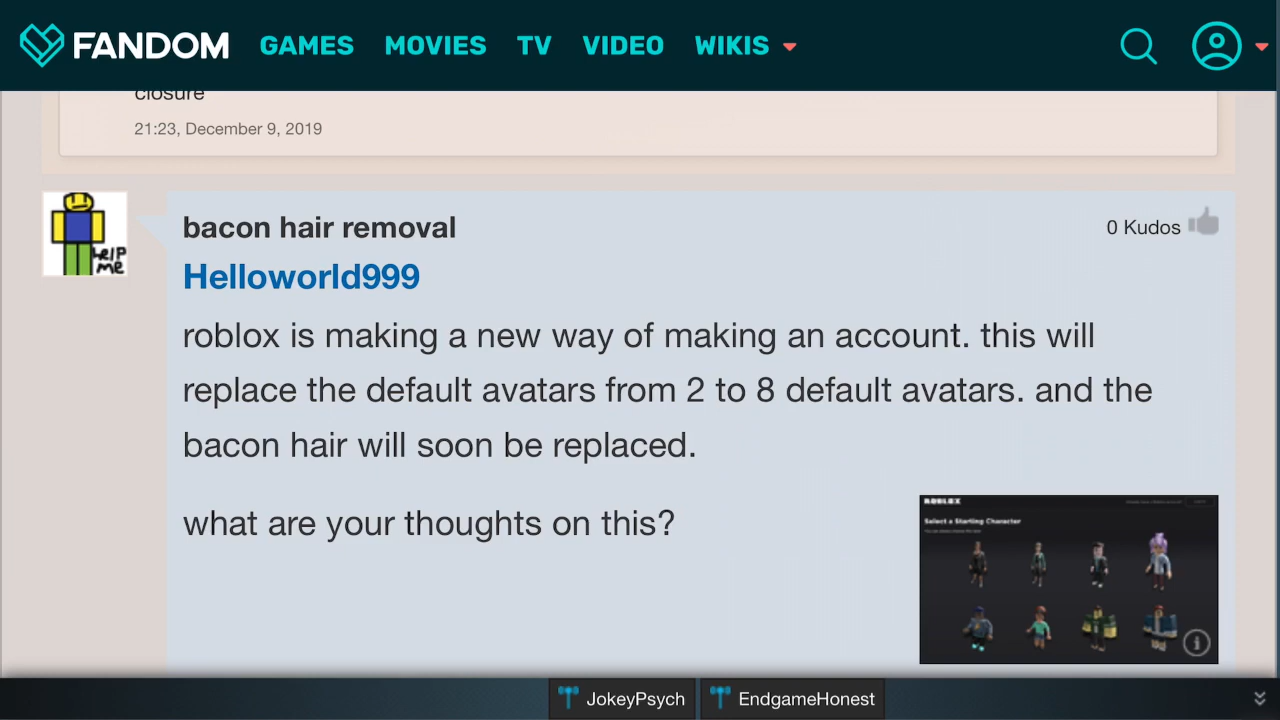 FANDOM GAMES MOVIES TV VIDEO WIKIS
closure
21:23, December 9, 2019
HELP
ME
bacon hair removal
0 Kudos
Helloworld999
roblox is making a new way of making an account. this will
replace the default avatars from 2 to 8 default avatars. and the
bacon hair will soon be replaced.
what are your thoughts on this?
ROBLOX
Select a Starting Character
i
JokeyPsych EndgameHonest